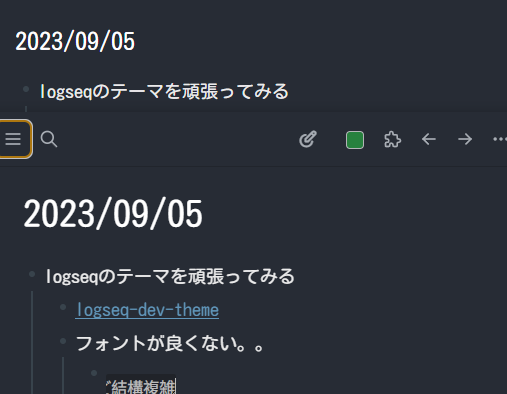 2023/09/05
logseqのテーマを頑張ってみる
2023/09/05
logseqのテーマを頑張ってみる
logseq-dev-theme
フォントが良くない。。
結構複雑